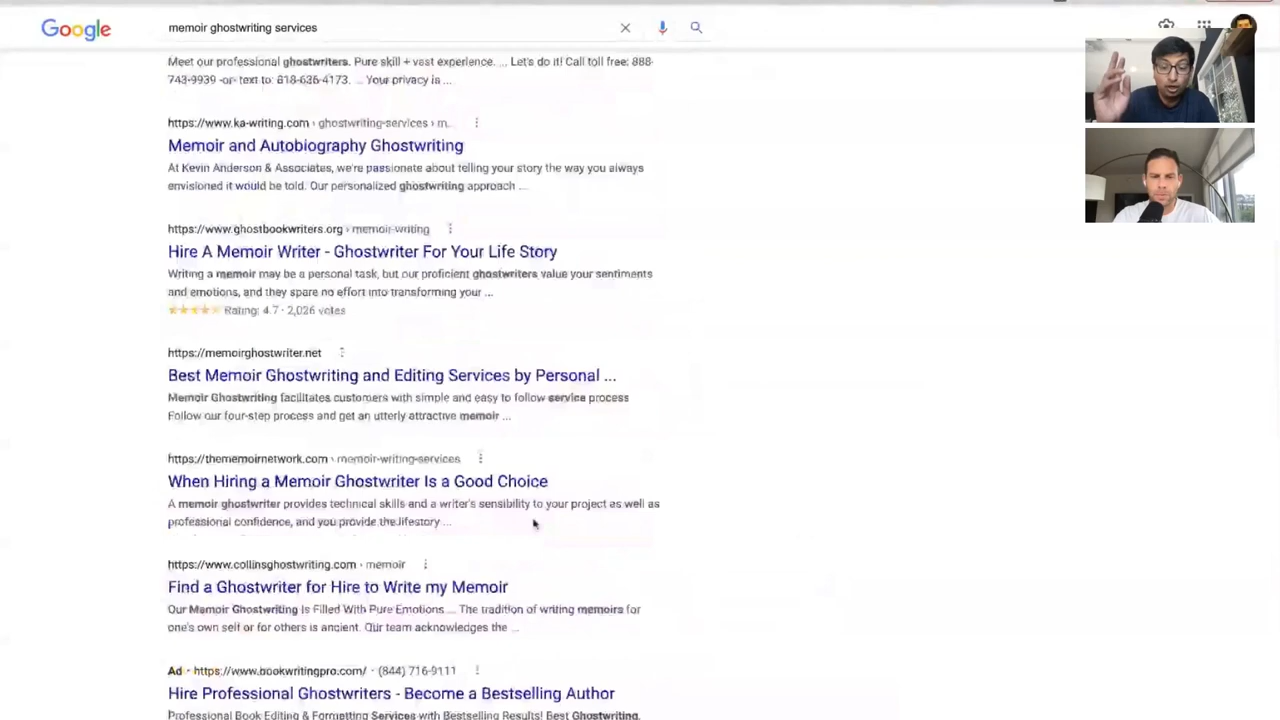 Google
memoir ghostwriting services
Meet our professional ghostwriters. Pure skill + vast experience. ... Let's do it! Call toll free: 888-
743-9939 -or- text to: 818-636-4173. ... Your privacy is ...
https://www.ka-writing.com › ghostwriting-services › m...
Memoir and Autobiography Ghostwriting
At Kevin Anderson & Associates, we're passionate about telling your story the way you always
envisioned it would be told. Our personalized ghostwriting approach ...
https://www.ghostbookwriters.org › memoir-writing
Hire A Memoir Writer - Ghostwriter For Your Life Story
Writing a memoir may be a personal task, but our proficient ghostwriters value your sentiments
and emotions, and they spare no effort into transforming your ...
Rating: 4.7 · 2,026 votes
https://memoirghostwriter.net
Best Memoir Ghostwriting and Editing Services by Personal ...
Memoir Ghostwriting facilitates customers with simple and easy to follow service process
Follow our four-step process and get an utterly attractive memoir ...
https://thememoirnetwork.com › memoir-writing-services
When Hiring a Memoir Ghostwriter Is a Good Choice
A memoir ghostwriter provides technical skills and a writer's sensibility to your project as well as
professional confidence, and you provide the lifestory ...
https://www.collinsghostwriting.com › memoir
Find a Ghostwriter for Hire to Write my Memoir
Our Memoir Ghostwriting Is Filled With Pure Emotions ... The tradition of writing memoirs for
one's own self or for others is ancient. Our team acknowledges the ...
Ad · https://www.bookwritingpro.com/ · (844) 716-9111
Hire Professional Ghostwriters - Become a Bestselling Author
Professional Book Editing & Formatting Services with Bestselling Results! Best Ghostwriting.